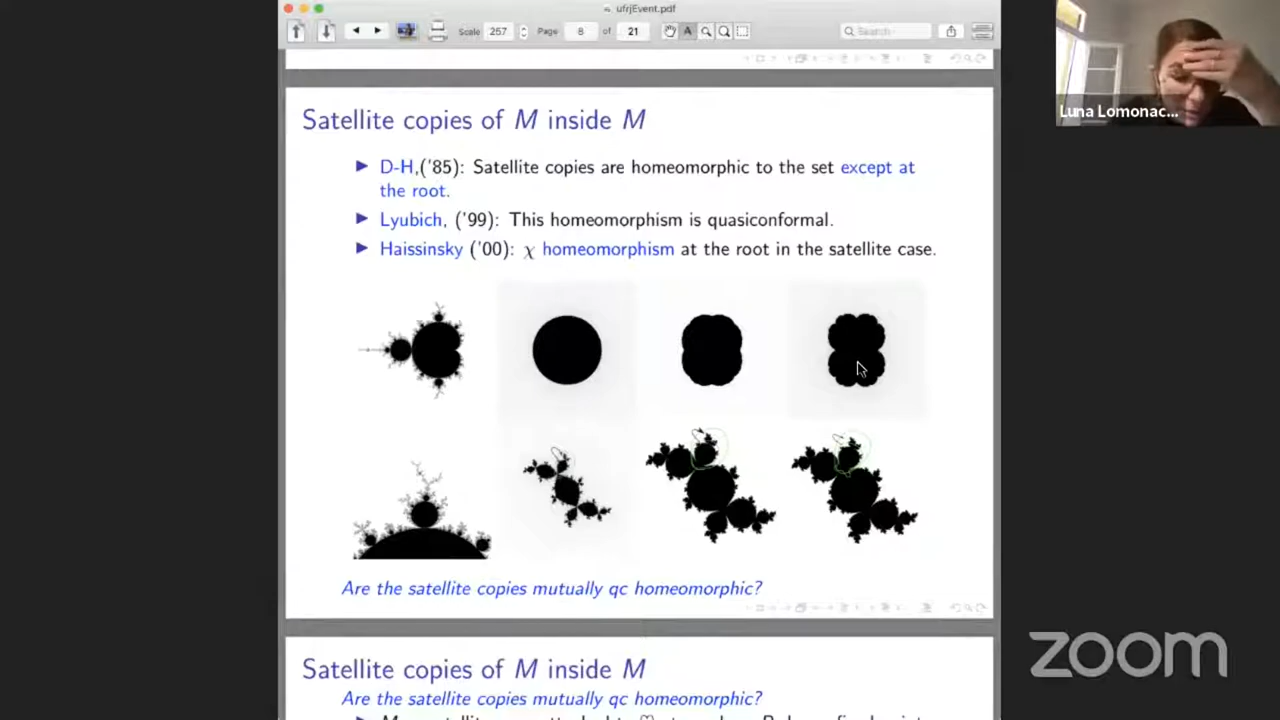 ufrjEvent.pdf
Scale 257 Page 8 of 21 A Search
Luna Lomonac...
Satellite copies of M inside M
▶ D-H,('85): Satellite copies are homeomorphic to the set except at
the root.
▶ Lyubich, ('99): This homeomorphism is quasiconformal.
▶ Haissinsky ('00): χ homeomorphism at the root in the satellite case.
Are the satellite copies mutually qc homeomorphic?
zoom
Satellite copies of M inside M
Are the satellite copies mutually qc homeomorphic?